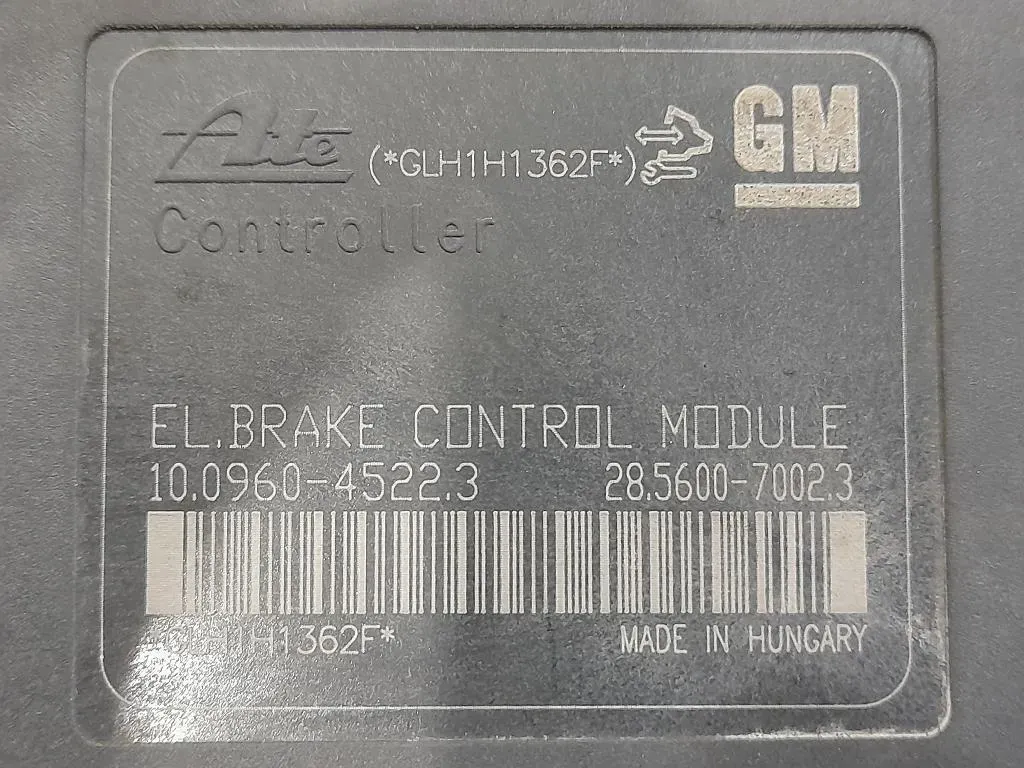 Ate (*GLH1H1362F*) GM
Controller
EL.BRAKE CONTROL MODULE
10.0960-4522.3 28.5600-7002.3
*GLH1H1362F* MADE IN HUNGARY